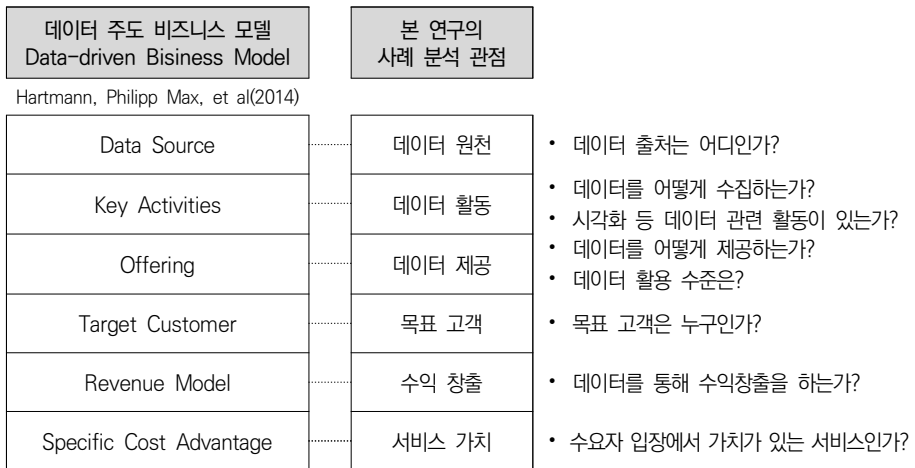 데이터 주도 비즈니스 모델
Data-driven Bisiness Model
본 연구의
사례 분석 관점
Hartmann, Philipp Max, et al(2014)
Data Source
데이터 원천
• 데이터 출처는 어디인가?
Key Activities
데이터 활동
• 데이터를 어떻게 수집하는가?
• 시각화 등 데이터 관련 활동이 있는가?
Offering
데이터 제공
• 데이터를 어떻게 제공하는가?
• 데이터 활용 수준은?
Target Customer
목표 고객
• 목표 고객은 누구인가?
Revenue Model
수익 창출
• 데이터를 통해 수익창출을 하는가?
Specific Cost Advantage
서비스 가치
• 수요자 입장에서 가치가 있는 서비스인가?